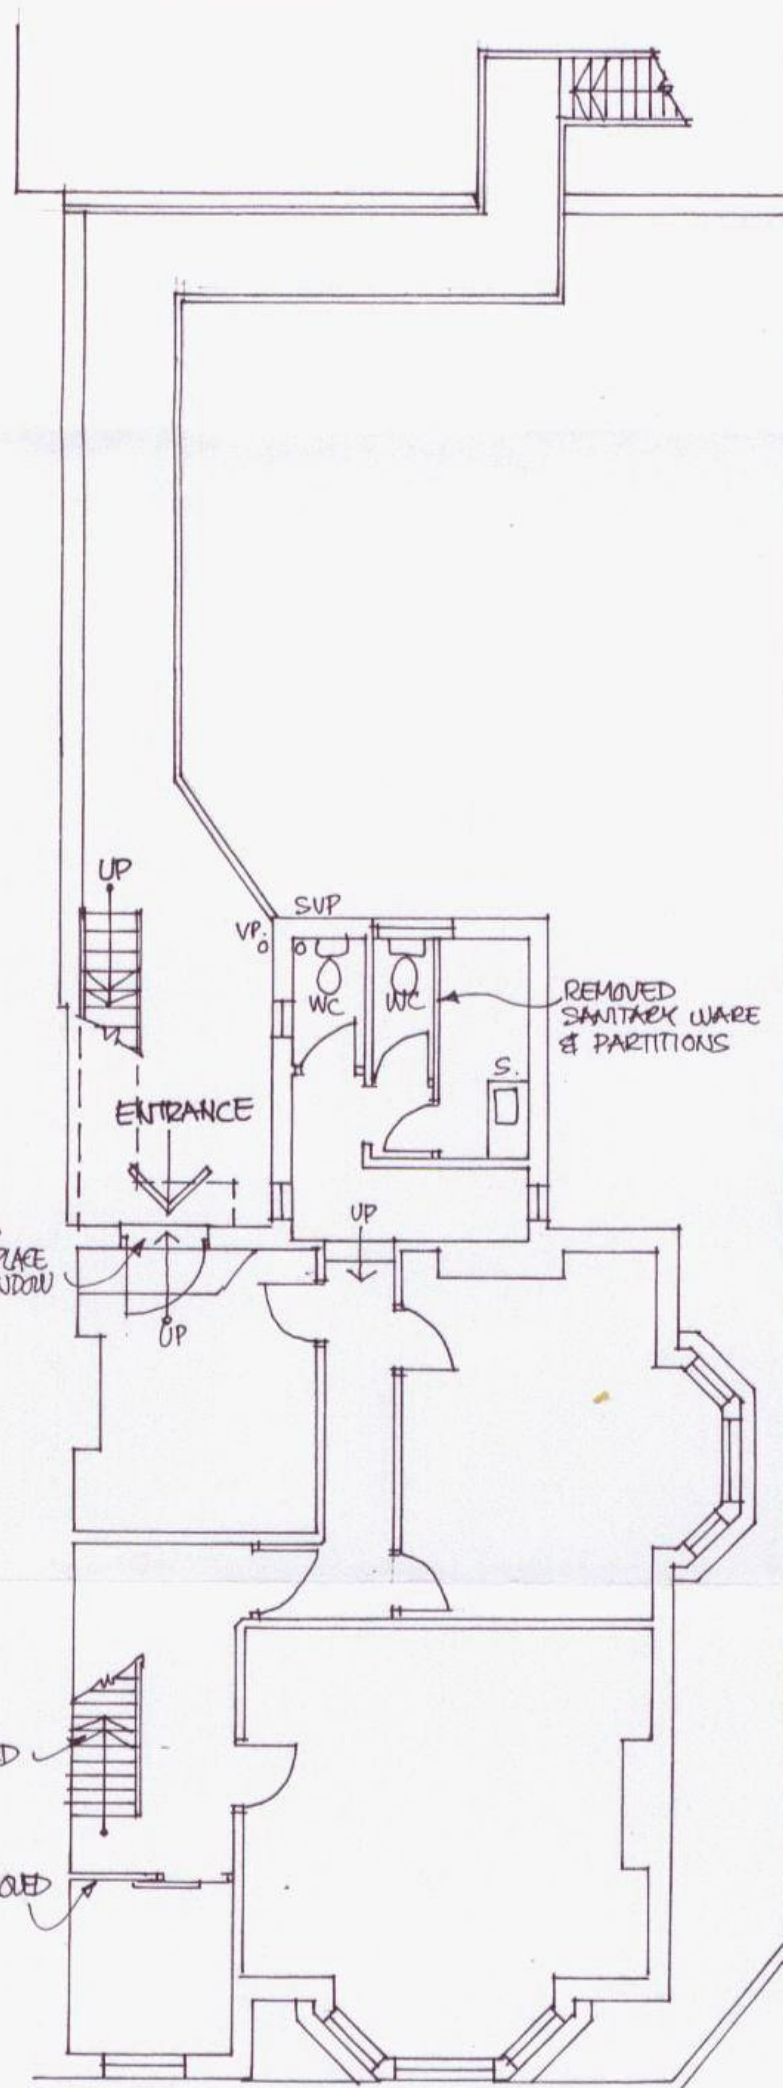 UP
SVP
VP.
WC
WC
REMOVED
SANITARY WARE
& PARTITIONS
S.
ENTRANCE
UP
UP